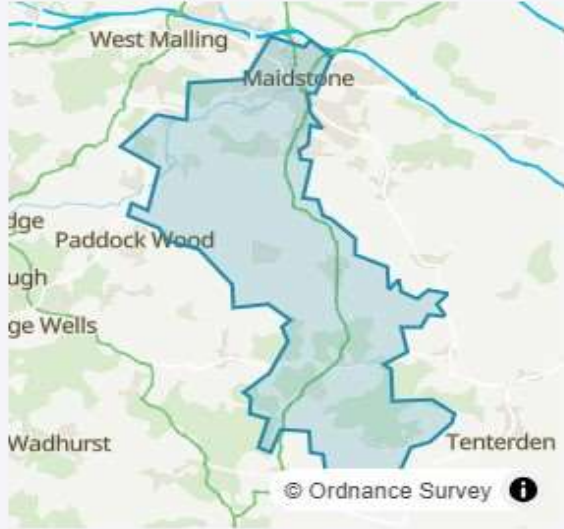 West Malling
Maidstone
dge
Paddock Wood
ugh
ge Wells
Wadhurst
Tenterden
© Ordnance Survey